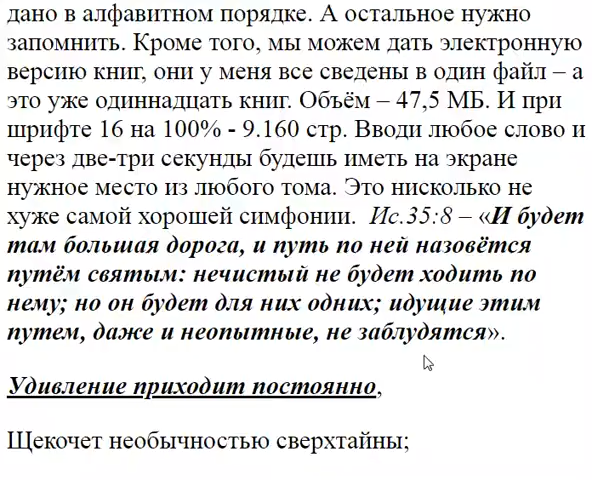 дано в алфавитном порядке. А остальное нужно
запомнить. Кроме того, мы можем дать электронную
версию книг, они у меня все сведены в один файл – а
это уже одиннадцать книг. Объём – 47,5 МБ. И при
шрифте 16 на 100% - 9.160 стр. Вводи любое слово и
через две-три секунды будешь иметь на экране
нужное место из любого тома. Это нисколько не
хуже самой хорошей симфонии. Ис.35:8 – «И будет
там большая дорога, и путь по ней назовётся
путём святым: нечистый не будет ходить по
нему; но он будет для них одних; идущие этим
путем, даже и неопытные, не заблудятся».
Удивление приходит постоянно,
Щекочет необычностью сверхтайны;